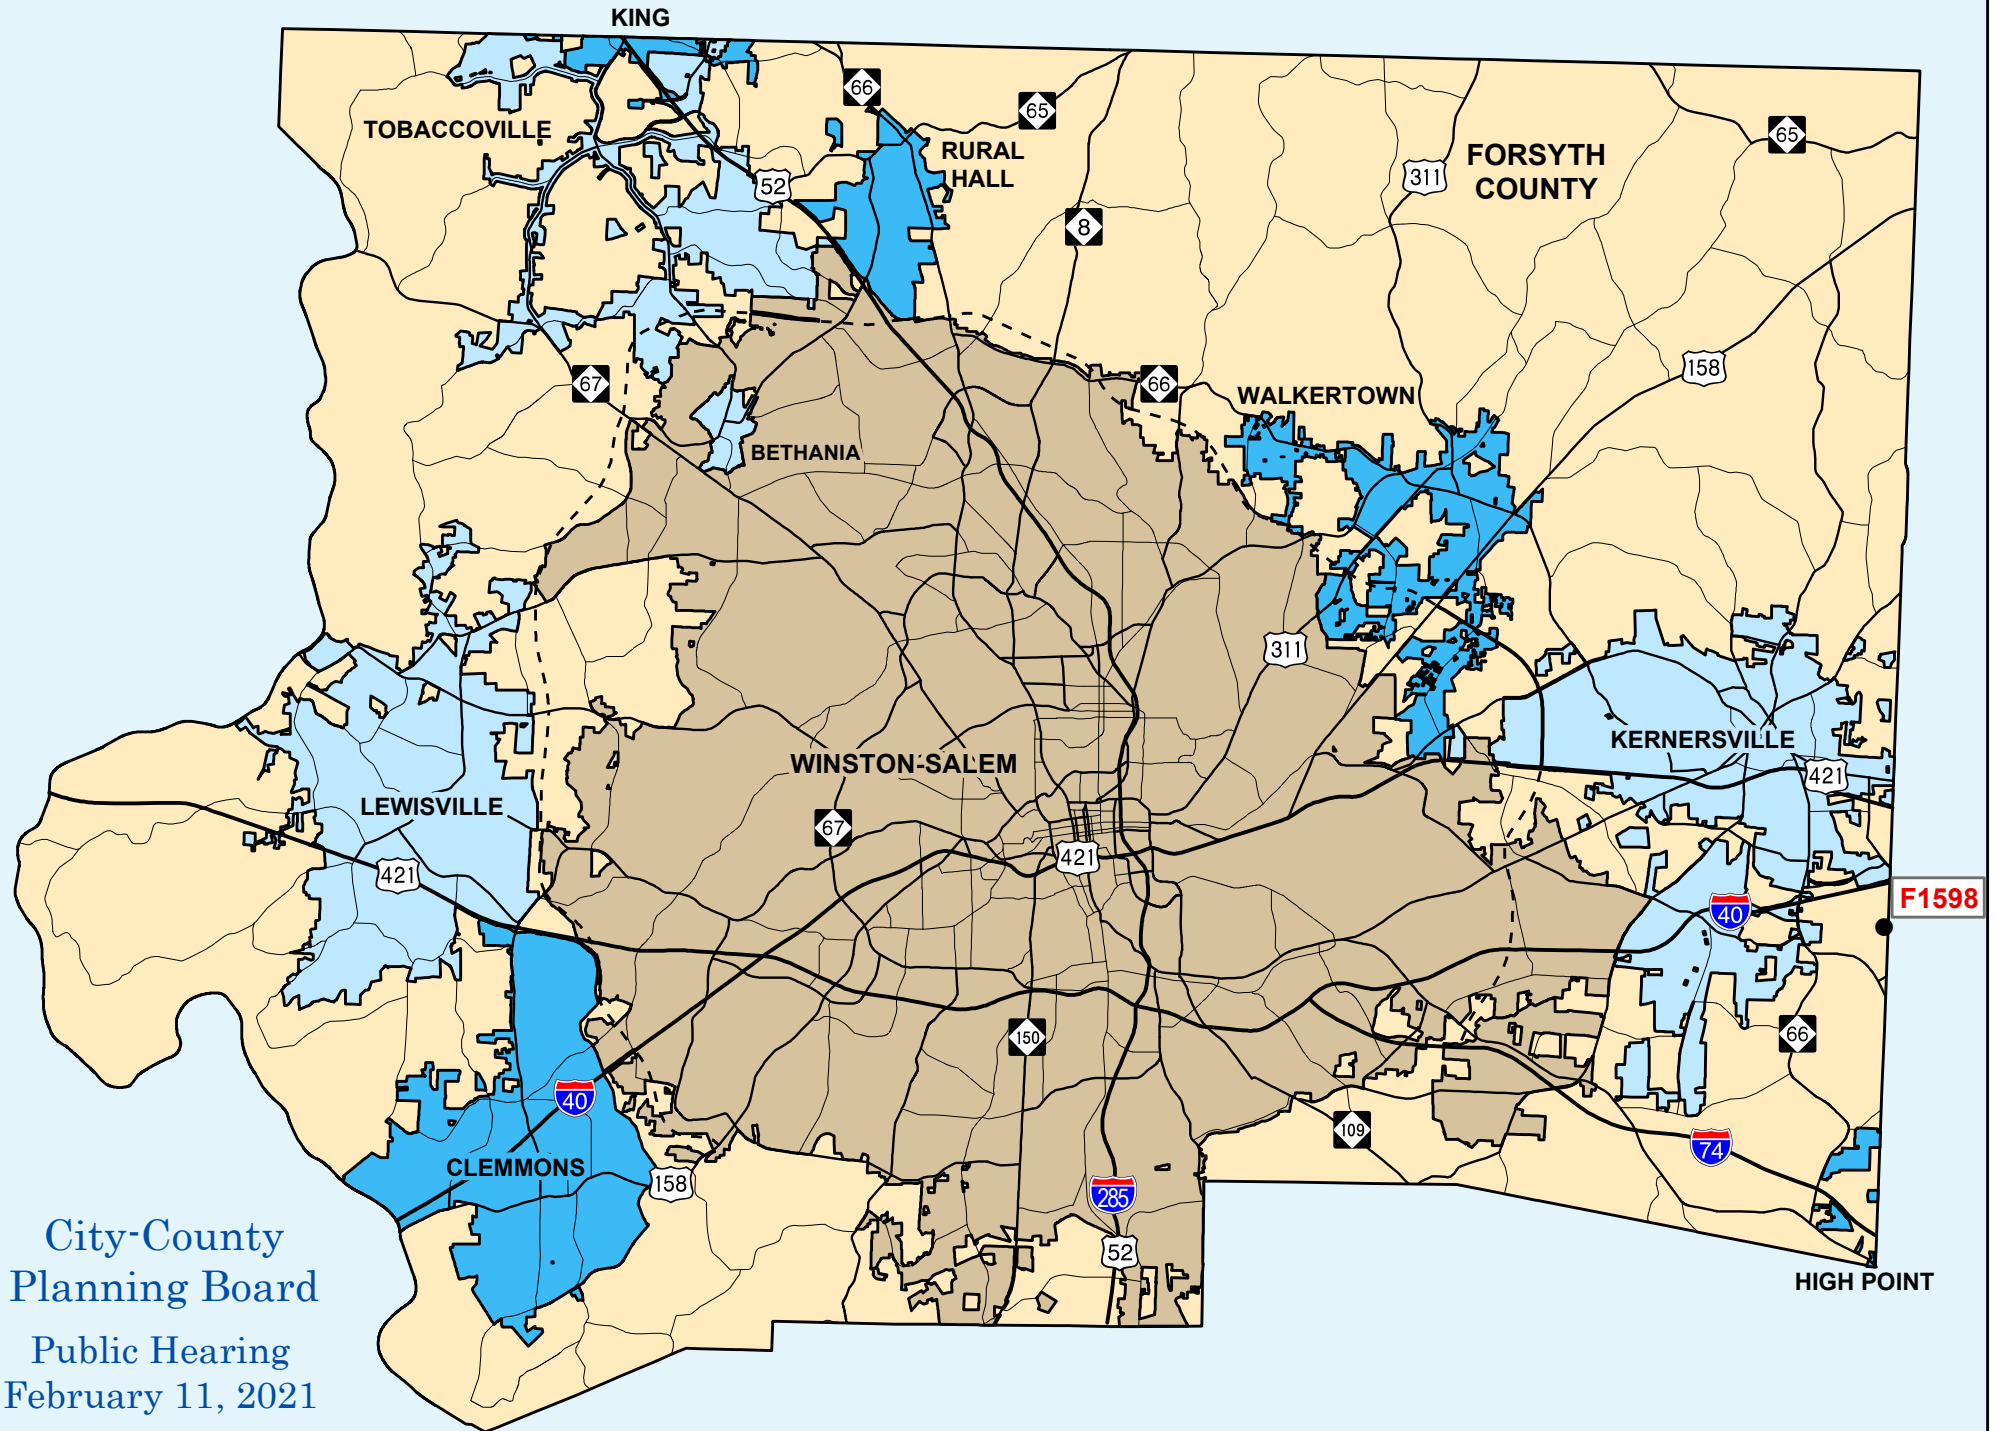 KING
66
65
TOBACCOVILLE
65
RURAL
HALL
FORSYTH
COUNTY
311
52
8
158
67
66
WALKERTOWN
BETHANIA
311
WINSTON-SALEM
KERNERSVILLE
421
LEWISVILLE
67
421
421
F1598
40
150
66
40
109
74
CLEMMONS
158
285
52
HIGH POINT
City-County
Planning Board
Public Hearing
February 11, 2021